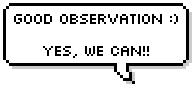 GOOD OBSERVATION :)
YES, WE CAN!!